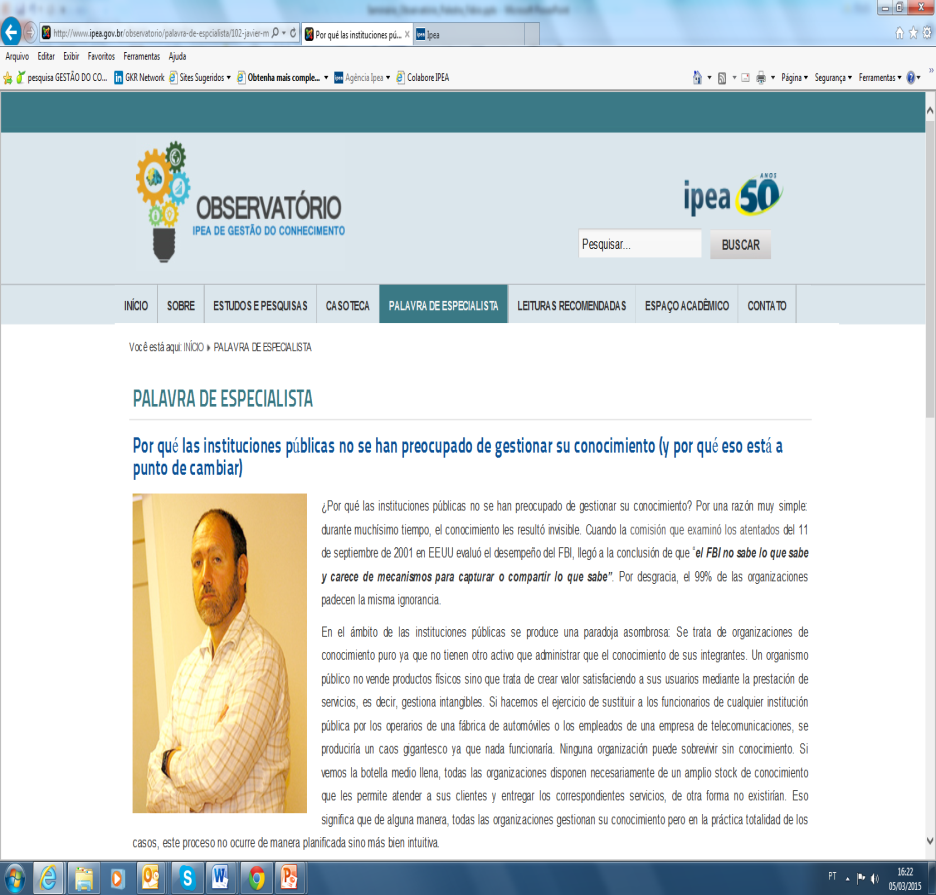 http://www.ipea.gov.br/observatorio/palavra-de-espcialista/102-javier-m
Por qué las instituciones pú...
Ipea
Arquivo Editar Exibir Favoritos Ferramentas Ajuda
pesquisa GESTÃO DO CO... GKR Network Sites Sugeridos Obtenha mais comple... Agência Ipea Colabore IPEA
Página Segurança Ferramentas
OBSERVATÓRIO
IPEA DE GESTÃO DO CONHECIMENTO
ipea 50 ANOS
Pesquisar... BUSCAR
INÍCIO SOBRE ESTUDOS E PESQUISAS CASOTECA PALAVRA DE ESPECIALISTA LEITURAS RECOMENDADAS ESPAÇO ACADÊMICO CONTATO
Você está aqui: INÍCIO PALAVRA DE ESPECIALISTA
PALAVRA DE ESPECIALISTA
Por qué las instituciones públicas no se han preocupado de gestionar su conocimiento (y por qué eso está a
punto de cambiar)
¿Por qué las instituciones públicas no se han preocupado de gestionar su conocimiento? Por una razón muy simple:
durante muchísimo tiempo, el conocimiento les resultó invisible. Cuando la comisión que examinó los atentados del 11
de septiembre de 2001 en EEUU evaluó el desempeño del FBI, llegó a la conclusión de que "el FBI no sabe lo que sabe
y carece de mecanismos para capturar o compartir lo que sabe". Por desgracia, el 99% de las organizaciones
padecen la misma ignorancia.
En el ámbito de las instituciones públicas se produce una paradoja asombrosa: Se trata de organizaciones de
conocimiento puro ya que no tienen otro activo que administrar que el conocimiento de sus integrantes. Un organismo
público no vende productos físicos sino que trata de crear valor satisfaciendo a sus usuarios mediante la prestación de
servicios, es decir, gestiona intangibles. Si hacemos el ejercicio de sustituir a los funcionarios de cualquier institución
pública por los operarios de una fábrica de automóviles o los empleados de una empresa de telecomunicaciones, se
produciría un caos gigantesco ya que nada funcionaría. Ninguna organización puede sobrevivir sin conocimiento. Si
vemos la botella medio llena, todas las organizaciones disponen necesariamente de un amplio stock de conocimiento
que les permite atender a sus clientes y entregar los correspondientes servicios, de otra forma no existirían. Eso
significa que de alguna manera, todas las organizaciones gestionan su conocimiento pero en la práctica totalidad de los
casos, este proceso no ocurre de manera planificada sino más bien intuitiva.
PT 16:22
05/03/2015